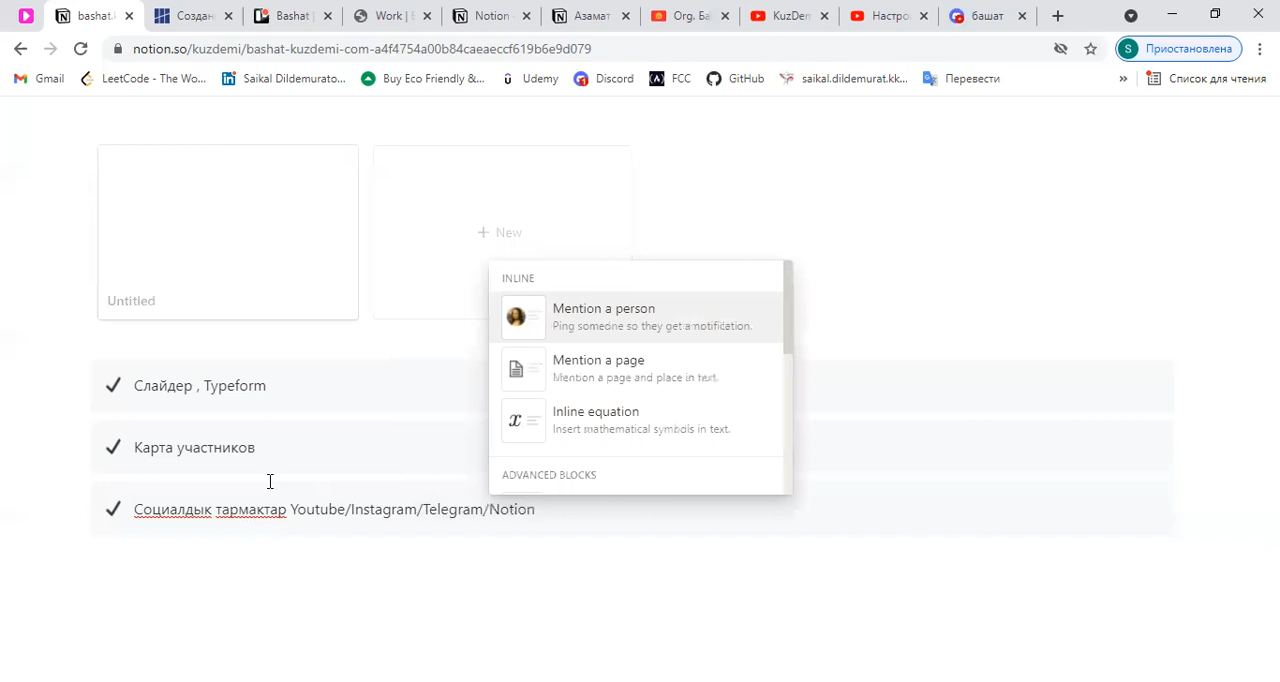 bashat.k
Создан
Bashat |
Work | E
Notion -
Азамат
Org. Ба
KuzDem
Настро
башат
notion.so/kuzdemi/bashat-kuzdemi-com-a4f4754a00b84caeaeccf619b6e9d079
S Приостановлена
Gmail
LeetCode - The Wo...
Saikal Dildemurato...
Buy Eco Friendly &...
Udemy
Discord
FCC
GitHub
saikal.dildemurat.kk...
Перевести
»
Список для чтения
+ New
Untitled
INLINE
Mention a person
Ping someone so they get a notification.
Mention a page
Mention a page and place in text.
Inline equation
Insert mathematical symbols in text.
ADVANCED BLOCKS
Слайдер , Typeform
Карта участников
Социалдык тармактар Youtube/Instagram/Telegram/Notion